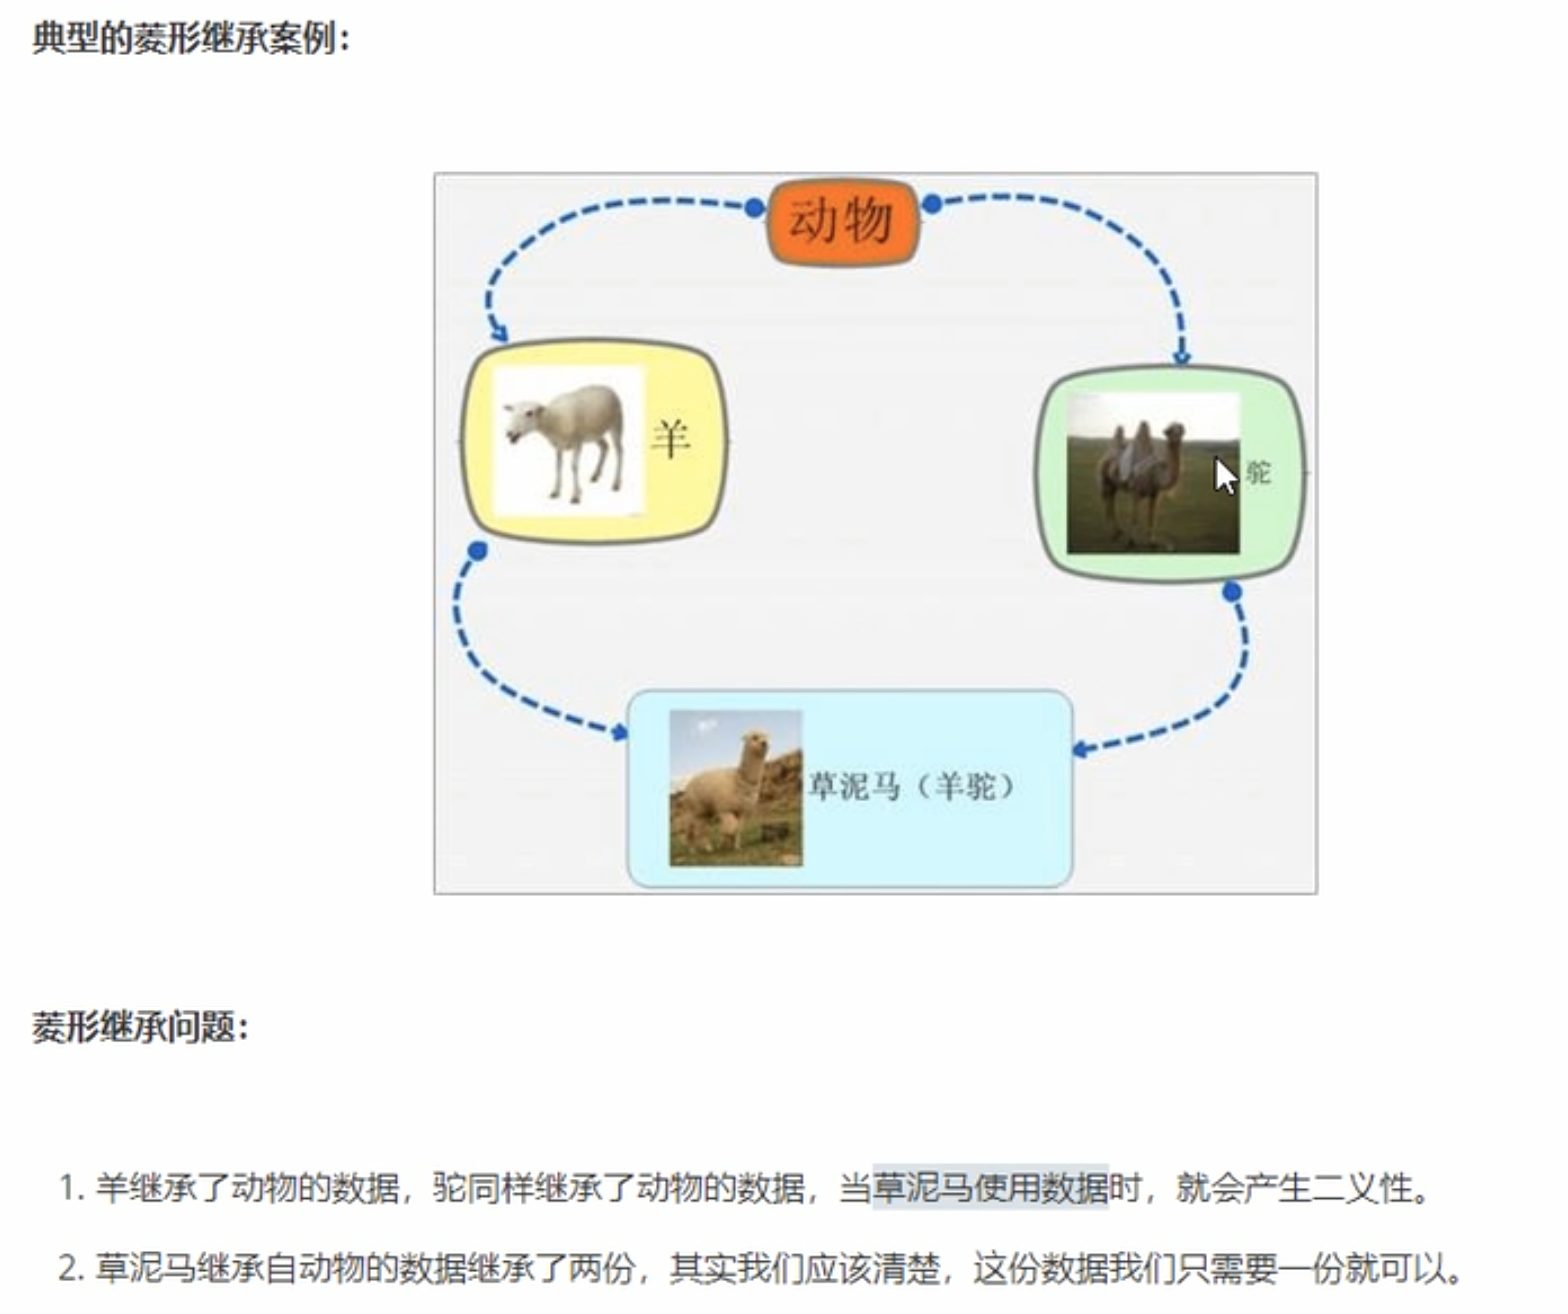 典型的菱形继承案例：
动物
羊
驼
草泥马（羊驼）
菱形继承问题：
1. 羊继承了动物的数据，驼同样继承了动物的数据，当草泥马使用数据时，就会产生二义性。
2. 草泥马继承自动物的数据继承了两份，其实我们应该清楚，这份数据我们只需要一份就可以。